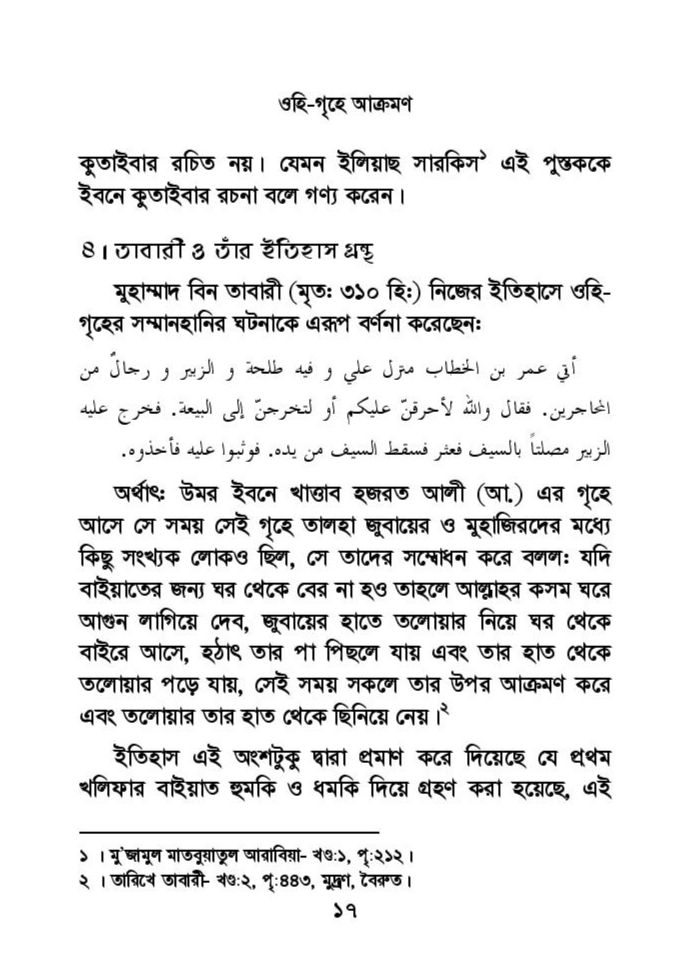 ওহি-গৃহে আক্রমণ
কুতাইবার রচিত নয়। যেমন ইলিয়াছ সারকিস১ এই পুস্তককে
ইবনে কুতাইবার রচনা বলে গণ্য করেন।
৪। তাবারী ও তাঁর ইতিহাস গ্রন্থ
মুহাম্মাদ বিন তাবারী (মৃত: ৩১০ হি:) নিজের ইতিহাসে ওহি-
গৃহের সম্মানহানির ঘটনাকে এরূপ বর্ণনা করেছেন:
أتي عمر بن الخطاب منزل علي و فيه طلحة و الزبير و رجالٌ من
المحاجرين. فقال والله لأحرقنّ عليكم أو لتخرجنّ إلى البيعة. فخرج عليه
الزبير مصلتاً بالسيف فعثر فسقط السيف من يده. فوثبوا عليه فأخذوه.
অর্থাৎ: উমর ইবনে খাত্তাব হজরত আলী (আ.) এর গৃহে
আসে সে সময় সেই গৃহে তালহা জুবায়ের ও মুহাজিরদের মধ্যে
কিছু সংখ্যক লোকও ছিল, সে তাদের সম্বোধন করে বলল: যদি
বাইয়াতের জন্য ঘর থেকে বের না হও তাহলে আল্লাহর কসম ঘরে
আগুন লাগিয়ে দেব, জুবায়ের হাতে তলোয়ার নিয়ে ঘর থেকে
বাইরে আসে, হঠাৎ তার পা পিছলে যায় এবং তার হাত থেকে
তলোয়ার পড়ে যায়, সেই সময় সকলে তার উপর আক্রমণ করে
এবং তলোয়ার তার হাত থেকে ছিনিয়ে নেয়।২
ইতিহাস এই অংশটুকু দ্বারা প্রমাণ করে দিয়েছে যে প্রথম
খলিফার বাইয়াত হুমকি ও ধমকি দিয়ে গ্রহণ করা হয়েছে, এই
১ । মু'জামুল মাতবুয়াতুল আরাবিয়া- খণ্ড:১, পৃ:২১২।
২ । তারিখে তাবারী- খণ্ড:২, পৃ:৪৪৩, মুদ্রণ, বৈরুত।
১৭